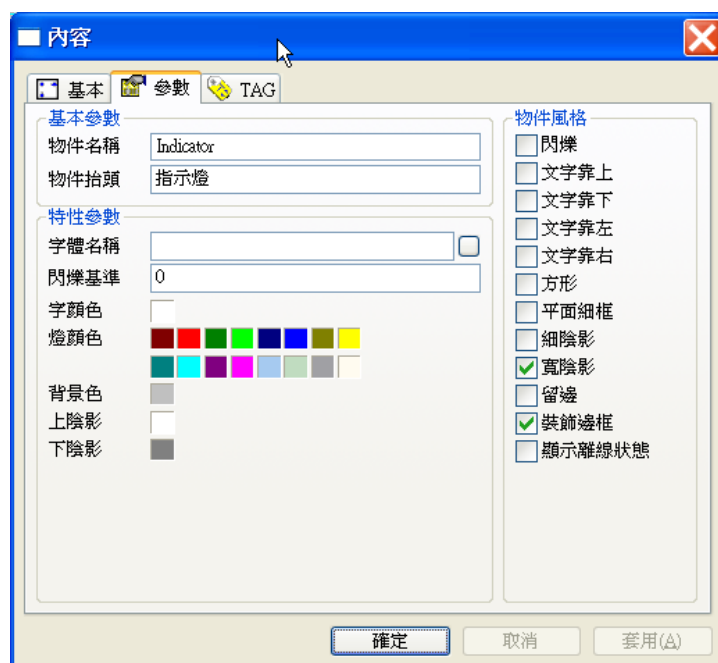 內容
基本 參數 TAG
基本參數
物件名稱 Indicator
物件抬頭 指示燈
特性參數
字體名稱
閃爍基準 0
字顏色
燈顏色
背景色
上陰影
下陰影
物件風格
閃爍
文字靠上
文字靠下
文字靠左
文字靠右
方形
平面細框
細陰影
寬陰影
留邊
裝飾邊框
顯示離線狀態
確定 取消 套用(A)